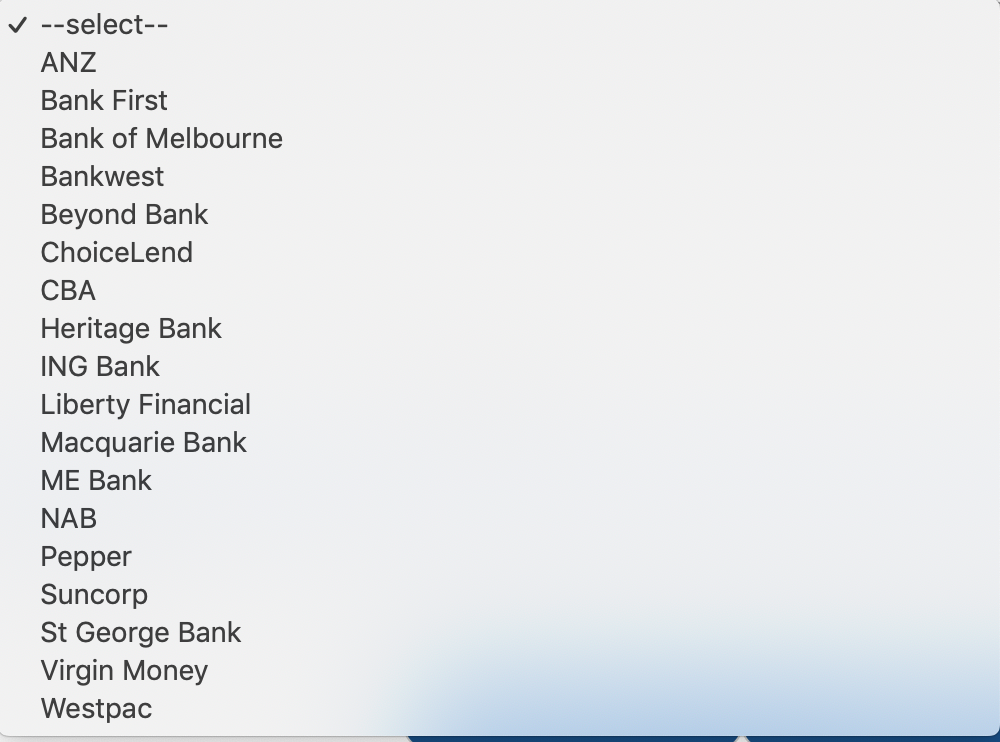 ✓ --select--
ANZ
Bank First
Bank of Melbourne
Bankwest
Beyond Bank
ChoiceLend
CBA
Heritage Bank
ING Bank
Liberty Financial
Macquarie Bank
ME Bank
NAB
Pepper
Suncorp
St George Bank
Virgin Money
Westpac